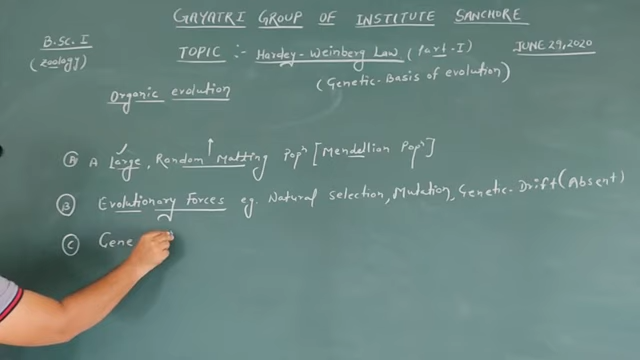 GAYATRI GROUP OF INSTITUTE SANCHORE
B.Sc. I
(Zoology)
TOPIC :- Hardey-Weinberg Law (Part-I)
JUNE 29, 2020
(Genetic-Basis of evolution)
Organic evolution
(A) A Large, Random Matting Popⁿ [Mendellian Popⁿ]
(B) Evolutionary Forces eg. Natural selection, Mutation, Genetic-Drift (Absent)
(C) Gene